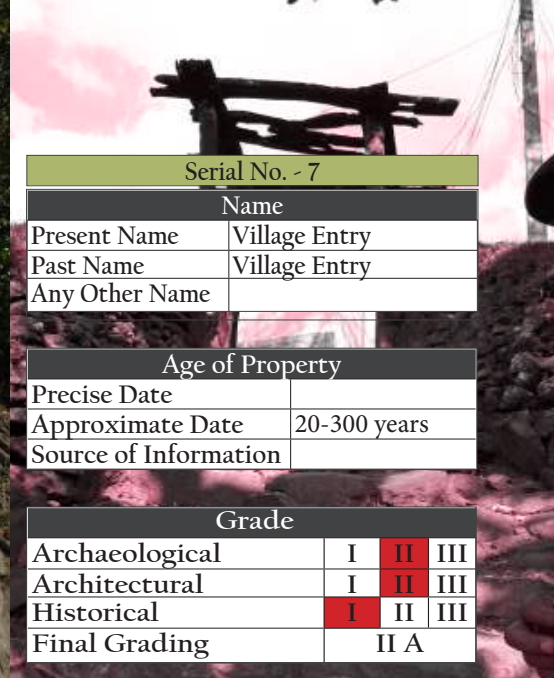 Serial No. - 7
Name
Present Name Village Entry
Past Name Village Entry
Any Other Name
Age of Property
Precise Date
Approximate Date 20-300 years
Source of Information
Grade
Archaeological I II III
Architectural I II III
Historical I II III
Final Grading II A